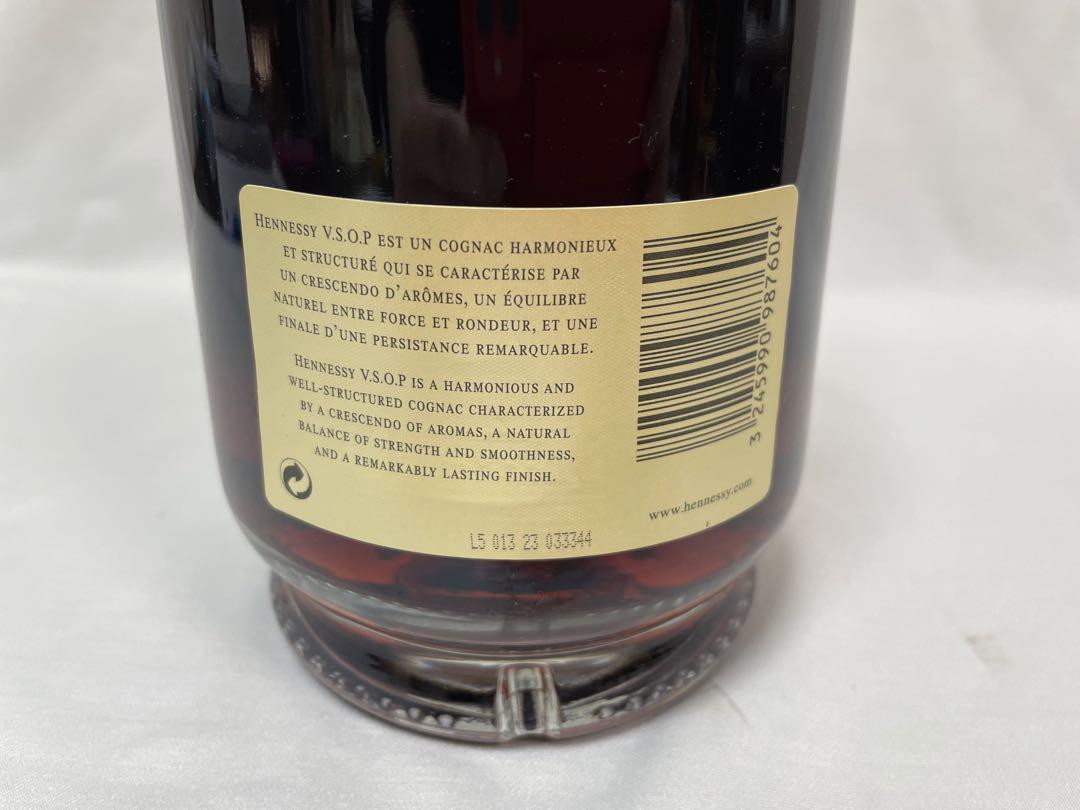 HENNESSY V.S.O.P EST UN COGNAC HARMONIEUX
ET STRUCTURÉ QUI SE CARACTÉRISE PAR
UN CRESCENDO D'ARÔMES, UN ÉQUILIBRE
NATUREL ENTRE FORCE ET RONDEUR, ET UNE
FINALE D'UNE PERSISTANCE REMARQUABLE.
HENNESSY V.S.O.P IS A HARMONIOUS AND
WELL-STRUCTURED COGNAC CHARACTERIZED
BY A CRESCENDO OF AROMAS, A NATURAL
BALANCE OF STRENGTH AND SMOOTHNESS,
AND A REMARKABLY LASTING FINISH.
3 245990 987604
www.hennessy.com
L5 013 23 033344